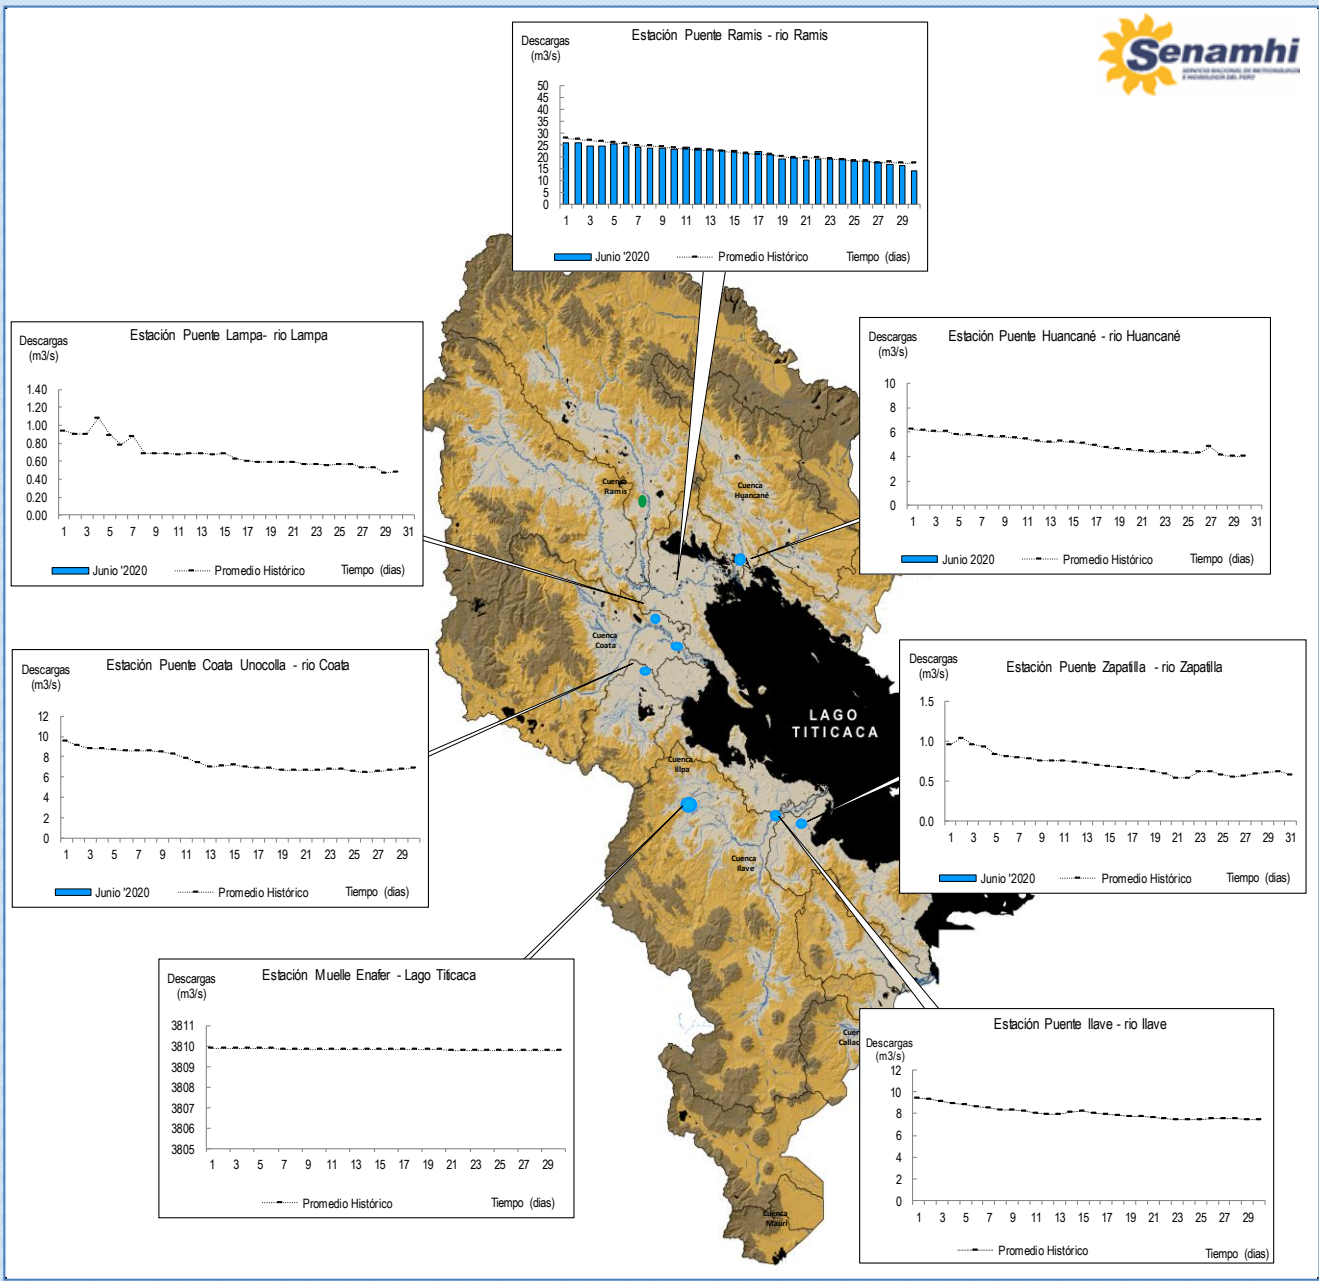 Senamhi
SERVICIO NACIONAL DE METEOROLOGIA
E HIDROLOGIA DEL PERÚ
Estación Puente Ramis - rio Ramis
Descargas
(m3/s)
50
45
40
35
30
25
20
15
10
5
0
1 3 5 7 9 11 13 15 17 19 21 23 25 27 29
Junio '2020 Promedio Histórico Tiempo (dias)
Estación Puente Lampa- rio Lampa
Descargas
(m3/s)
1.40
1.20
1.00
0.80
0.60
0.40
0.20
0.00
1 3 5 7 9 11 13 15 17 19 21 23 25 27 29 31
Junio '2020 Promedio Histórico Tiempo (dias)
Estación Puente Huancané - rio Huancané
Descargas
(m3/s)
10
8
6
4
2
0
1 3 5 7 9 11 13 15 17 19 21 23 25 27 29 31
Junio 2020 Promedio Histórico Tiempo (dias)
Cuenca
Ramis
Cuenca
Huancané
Cuenca
Coata
LAGO
TITICACA
Cuenca
Illpa
Cuenca
Ilave
Cuen
Callac
Cuenca
Mauri
Estación Puente Coata Unocolla - rio Coata
Descargas
(m3/s)
12
10
8
6
4
2
0
1 3 5 7 9 11 13 15 17 19 21 23 25 27 29
Junio '2020 Promedio Histórico Tiempo (dias)
Estación Puente Zapatilla - rio Zapatilla
Descargas
(m3/s)
1.5
1.0
0.5
0.0
1 3 5 7 9 11 13 15 17 19 21 23 25 27 29 31
Junio '2020 Promedio Histórico Tiempo (dias)
Estación Muelle Enafer - Lago Titicaca
Descargas
(m3/s)
3811
3810
3809
3808
3807
3806
3805
1 3 5 7 9 11 13 15 17 19 21 23 25 27 29
Promedio Histórico Tiempo (dias)
Estación Puente Ilave - rio Ilave
Descargas
(m3/s)
12
10
8
6
4
2
0
1 3 5 7 9 11 13 15 17 19 21 23 25 27 29
Promedio Histórico Tiempo (dias)